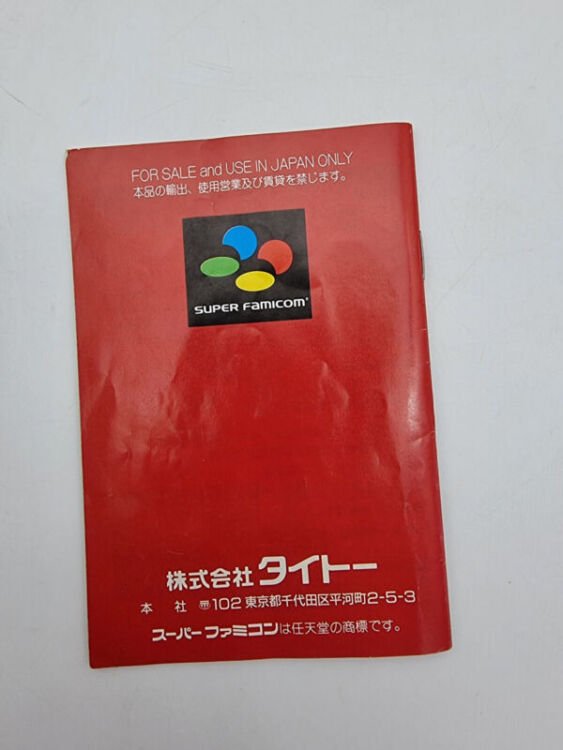 FOR SALE and USE IN JAPAN ONLY
本品の輸出、使用営業及び賃貸を禁じます。
SUPER FAMICOM
株式会社 タイトー
本 社 〠102 東京都千代田区平河町2-5-3
スーパーファミコンは任天堂の商標です。